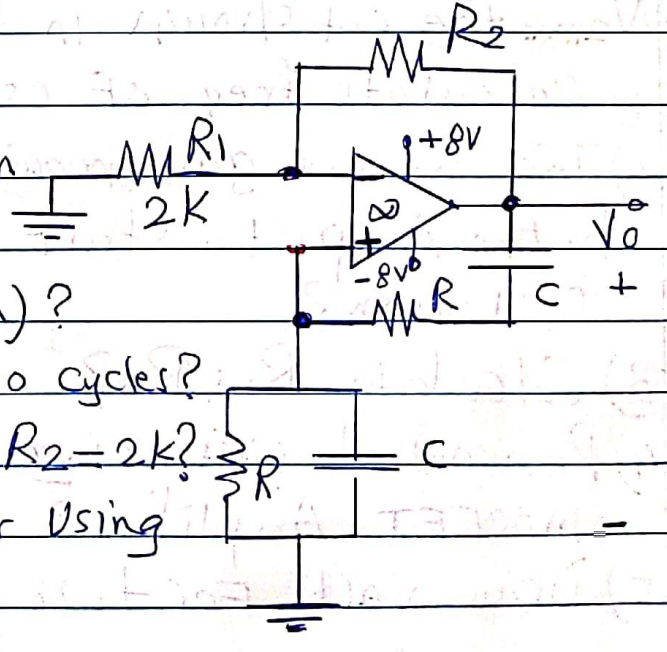 R2
R1
+8V
2K
-
∞
+
Vo
-8V
R
C
+
) ?
o cycles?
R2=2k?
R
C
Using
-